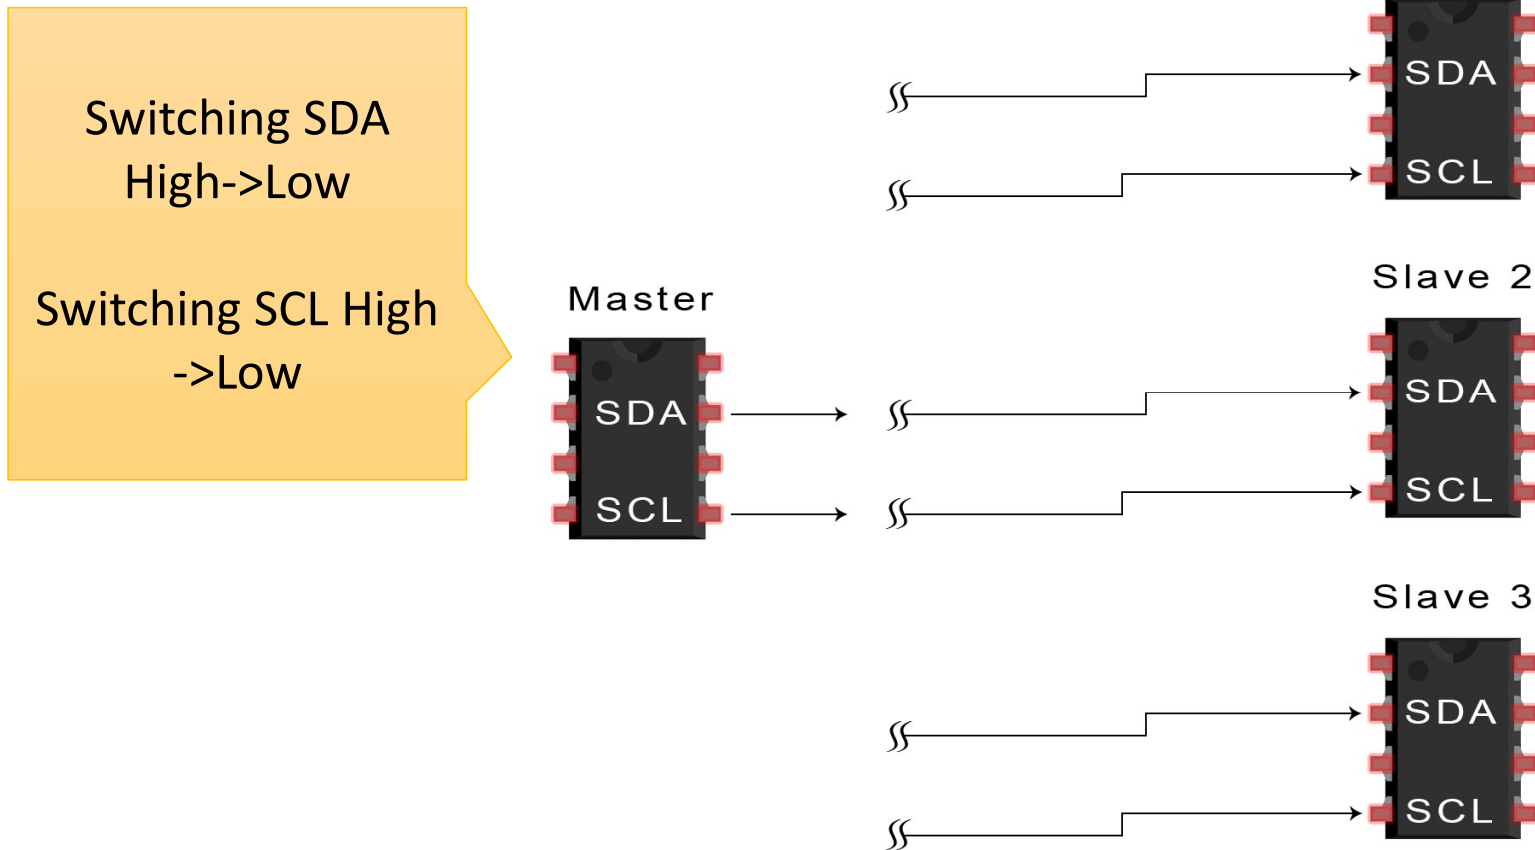 Switching SDA
High->Low
Switching SCL High
->Low
SDA
SCL
Slave 2
Master
SDA
SCL
SDA
SCL
Slave 3
SDA
SCL